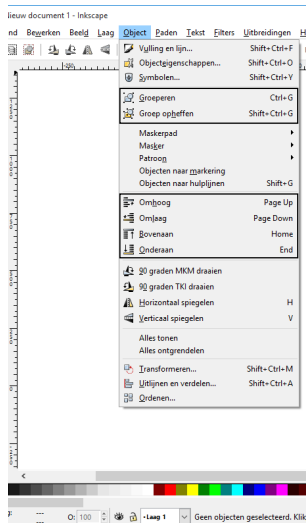 Nieuw document 1 - Inkscape
nd Bewerken Beeld Laag Object Paden Tekst Filters Uitbreidingen H
Vulling en lijn... Shift+Ctrl+F
Objecteigenschappen... Shift+Ctrl+O
Symbolen... Shift+Ctrl+Y
Groeperen Ctrl+G
Groep opheffen Shift+Ctrl+G
Maskerpad
Masker
Patroon
Objecten naar markering
Objecten naar hulplijnen Shift+G
Omhoog Page Up
Omlaag Page Down
Bovenaan Home
Onderaan End
90 graden MKM draaien
90 graden TKI draaien
Horizontaal spiegelen H
Verticaal spiegelen V
Alles tonen
Alles ontgrendelen
Transformeren... Shift+Ctrl+M
Uitlijnen en verdelen... Shift+Ctrl+A
Ordenen...
O: 100 Laag 1 Geen objecten geselecteerd. Klik